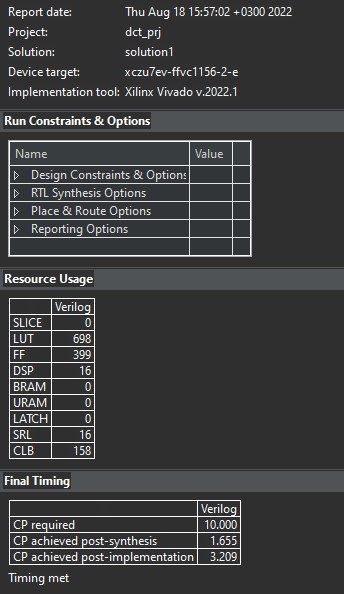 Report date: Thu Aug 18 15:57:02 +0300 2022
Project: dct_prj
Solution: solution1
Device target: xczu7ev-ffvc1156-2-e
Implementation tool: Xilinx Vivado v.2022.1
Run Constraints & Options
Name Value
Design Constraints & Options
RTL Synthesis Options
Place & Route Options
Reporting Options
Resource Usage
Verilog
SLICE 0
LUT 698
FF 399
DSP 16
BRAM 0
URAM 0
LATCH 0
SRL 16
CLB 158
Final Timing
Verilog
CP required 10.000
CP achieved post-synthesis 1.655
CP achieved post-implementation 3.209
Timing met